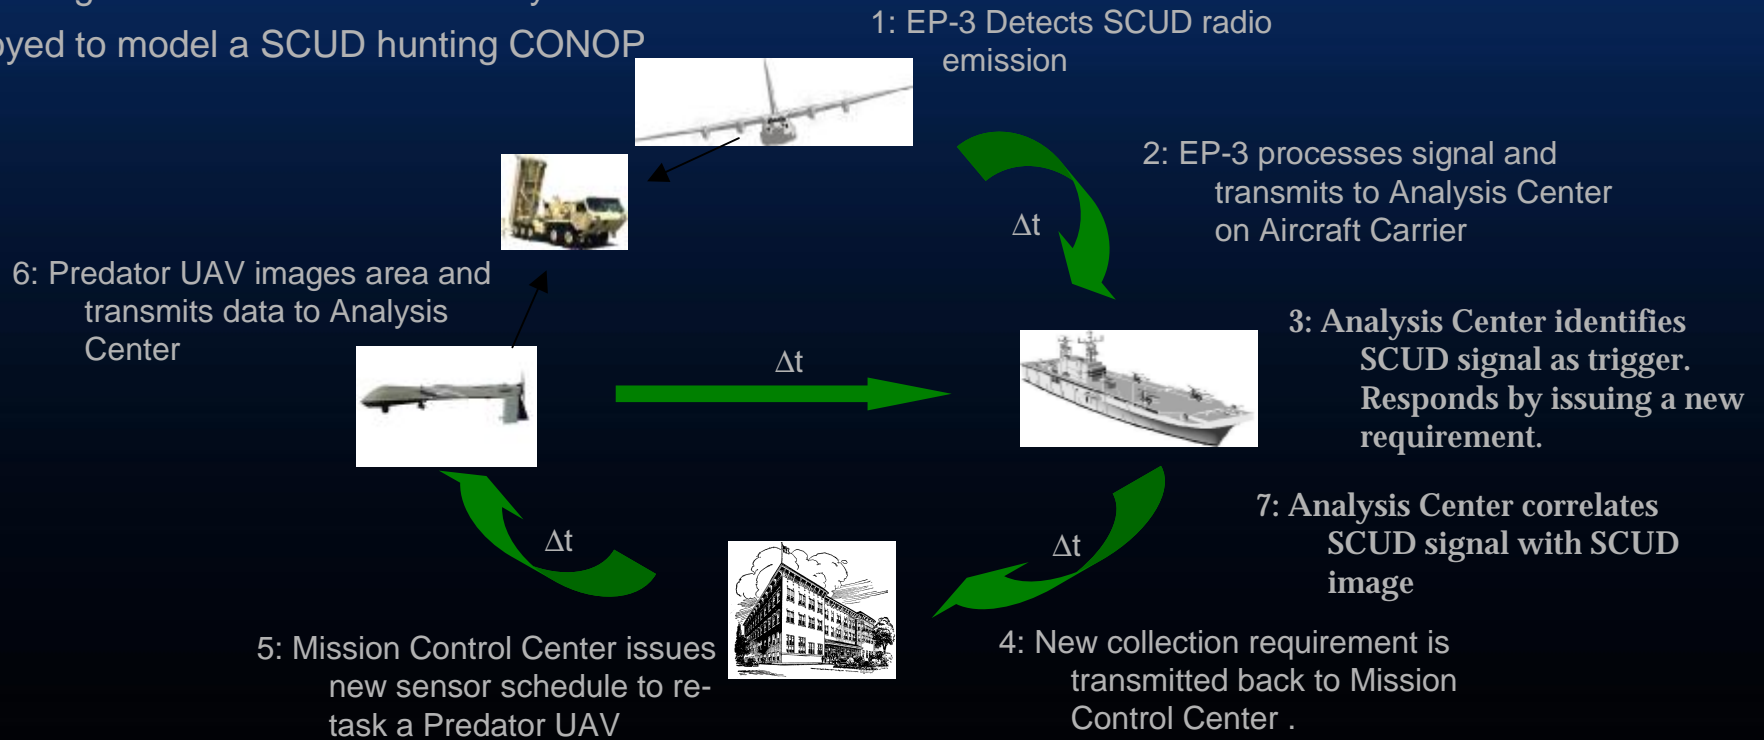 to model a SCUD hunting CONOP
1: EP-3 Detects SCUD radio
emission
2: EP-3 processes signal and
transmits to Analysis Center
on Aircraft Carrier
Δt
6: Predator UAV images area and
transmits data to Analysis
Center
3: Analysis Center identifies
SCUD signal as trigger.
Responds by issuing a new
requirement.
Δt
7: Analysis Center correlates
SCUD signal with SCUD
image
Δt
Δt
5: Mission Control Center issues
new sensor schedule to re-
task a Predator UAV
4: New collection requirement is
transmitted back to Mission
Control Center .